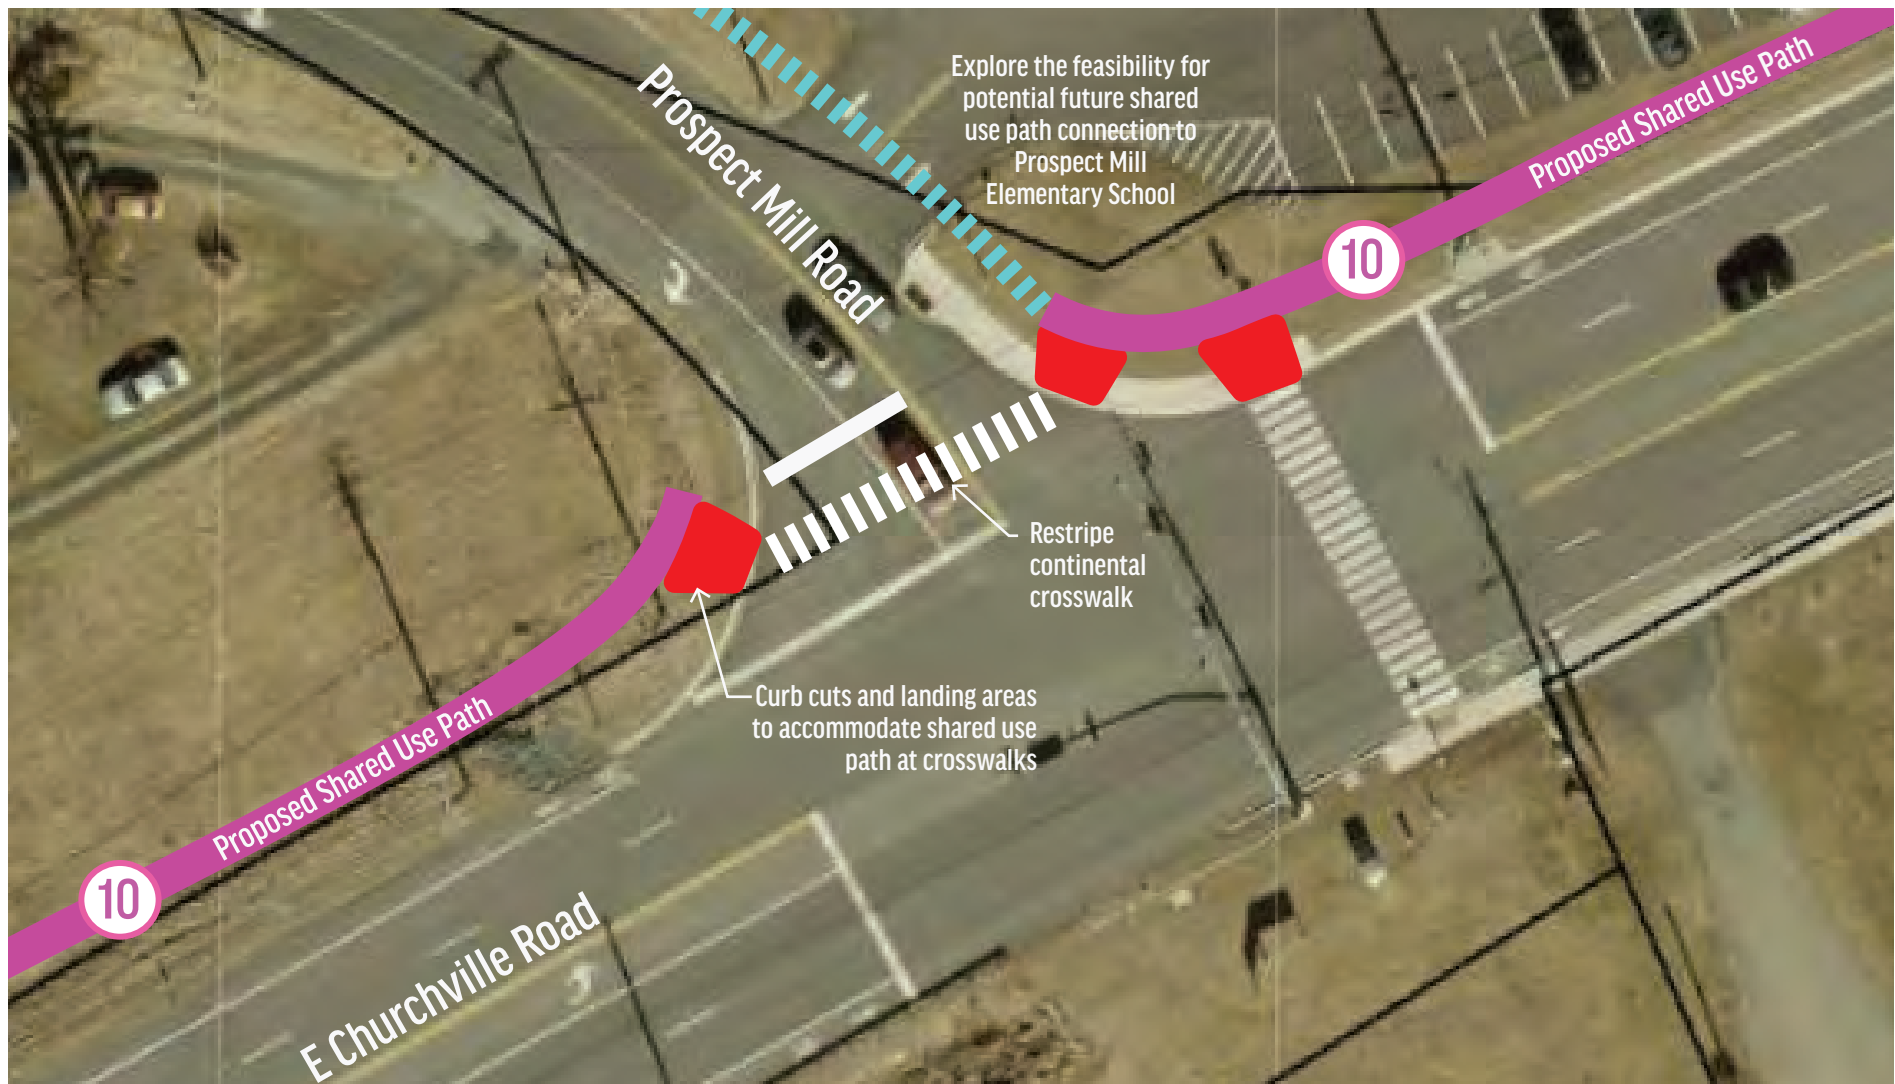 Explore the feasibility for
potential future shared
use path connection to
Prospect Mill
Elementary School
Prospect Mill Road
Proposed Shared Use Path
10
Restripe
continental
crosswalk
Curb cuts and landing areas
to accommodate shared use
path at crosswalks
Proposed Shared Use Path
10
E Churchville Road